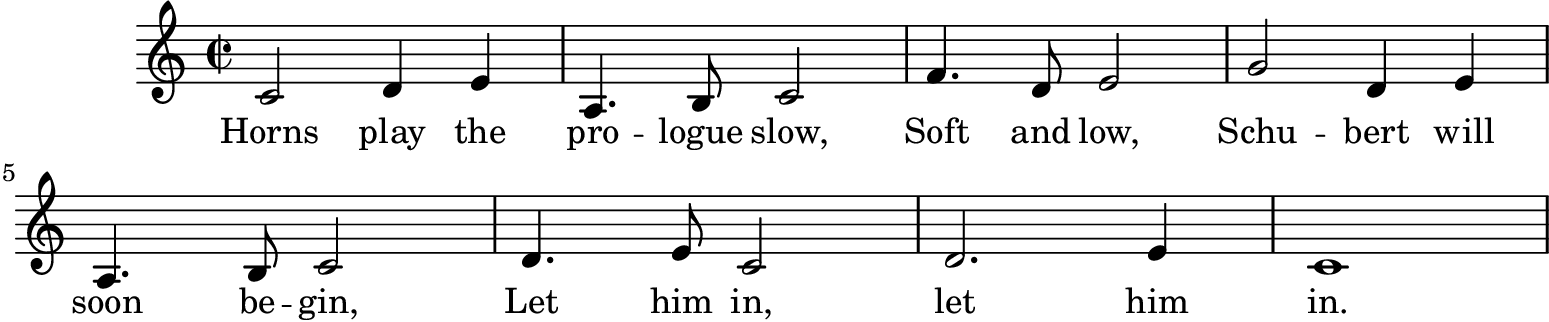 Horns play the pro -- logue slow, Soft and low, Schu -- bert will
5
soon be -- gin, Let him in, let him in.